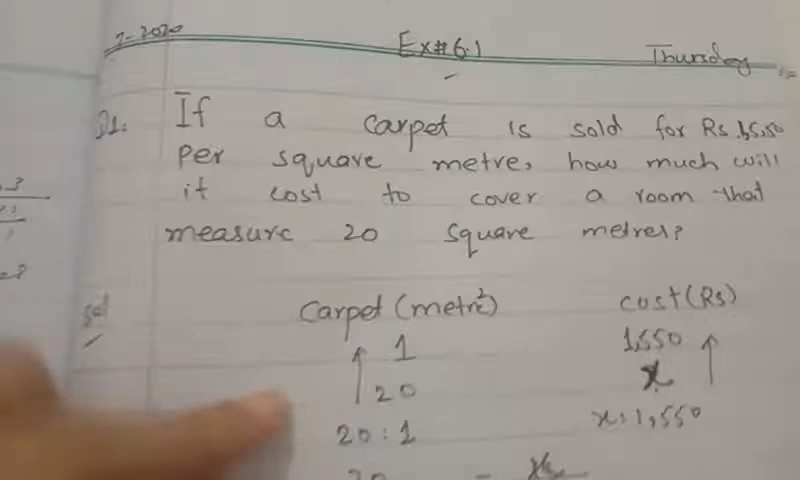 7-2020 Ex#6.1 Thursday
Q1. If a carpet is sold for Rs 1,550
per square metre, how much will
it cost to cover a room that
measure 20 square metres?
Sol Carpet (metre²) cost (Rs)
1 1,550
20 x
20 : 1 x : 1,550
20 =